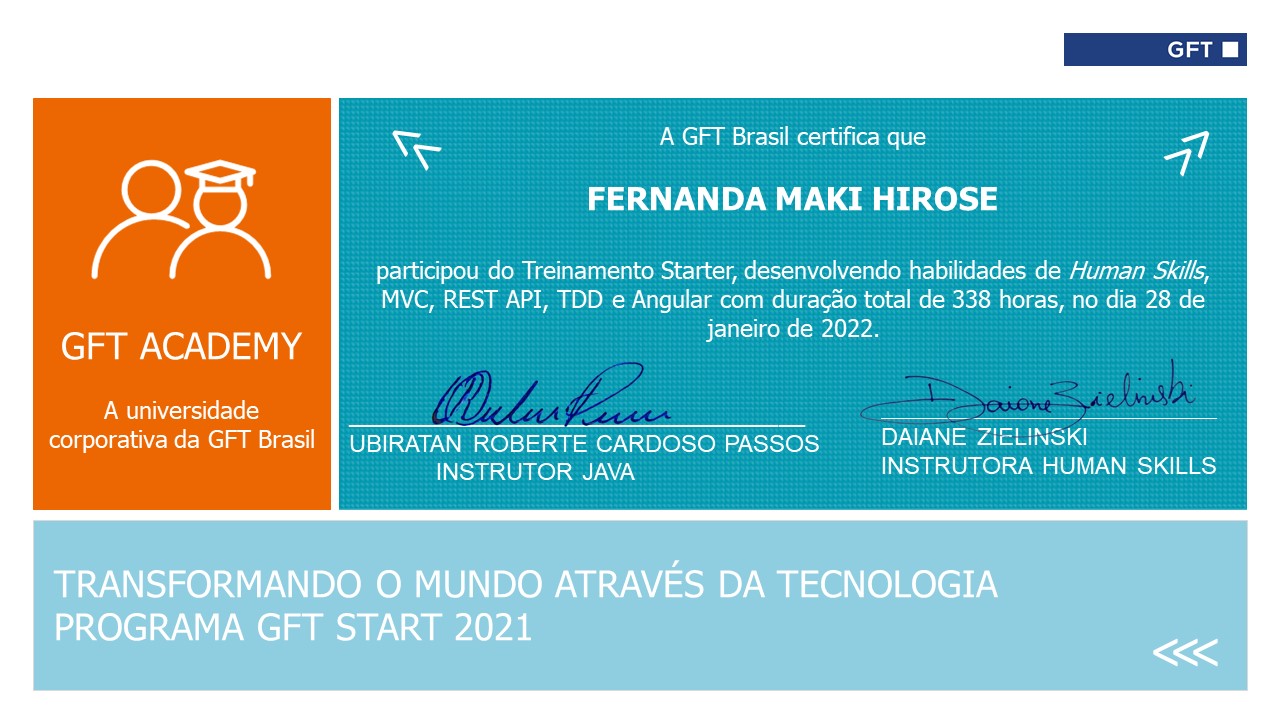 GFT
GFT ACADEMY
A universidade
corporativa da GFT Brasil
A GFT Brasil certifica que
FERNANDA MAKI HIROSE
participou do Treinamento Starter, desenvolvendo habilidades de Human Skills,
MVC, REST API, TDD e Angular com duração total de 338 horas, no dia 28 de
janeiro de 2022.
UBIRATAN ROBERTE CARDOSO PASSOS
INSTRUTOR JAVA
Daiane Zielinski
DAIANE ZIELINSKI
INSTRUTORA HUMAN SKILLS
TRANSFORMANDO O MUNDO ATRAVÉS DA TECNOLOGIA
PROGRAMA GFT START 2021